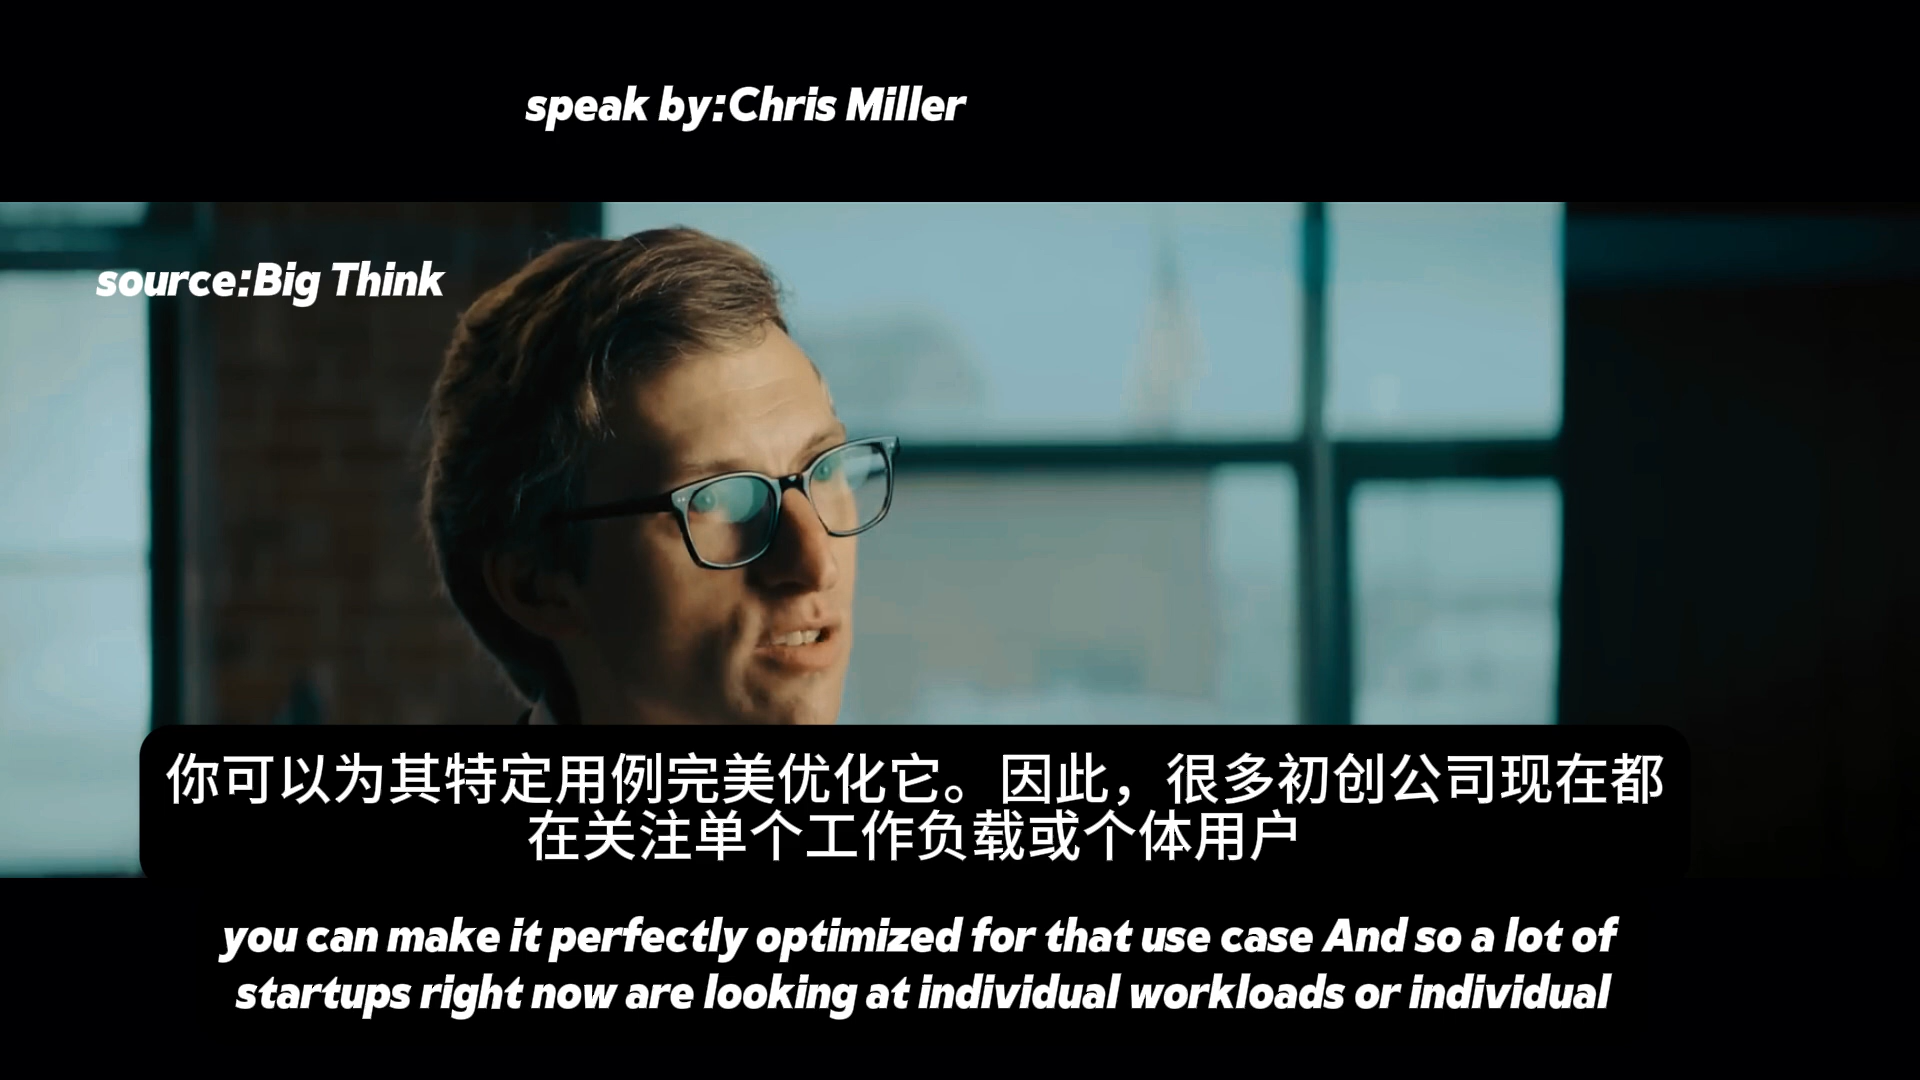 speak by:Chris Miller
source:Big Think
你可以为其特定用例完美优化它。因此，很多初创公司现在都
在关注单个工作负载或个体用户
you can make it perfectly optimized for that use case And so a lot of
startups right now are looking at individual workloads or individual